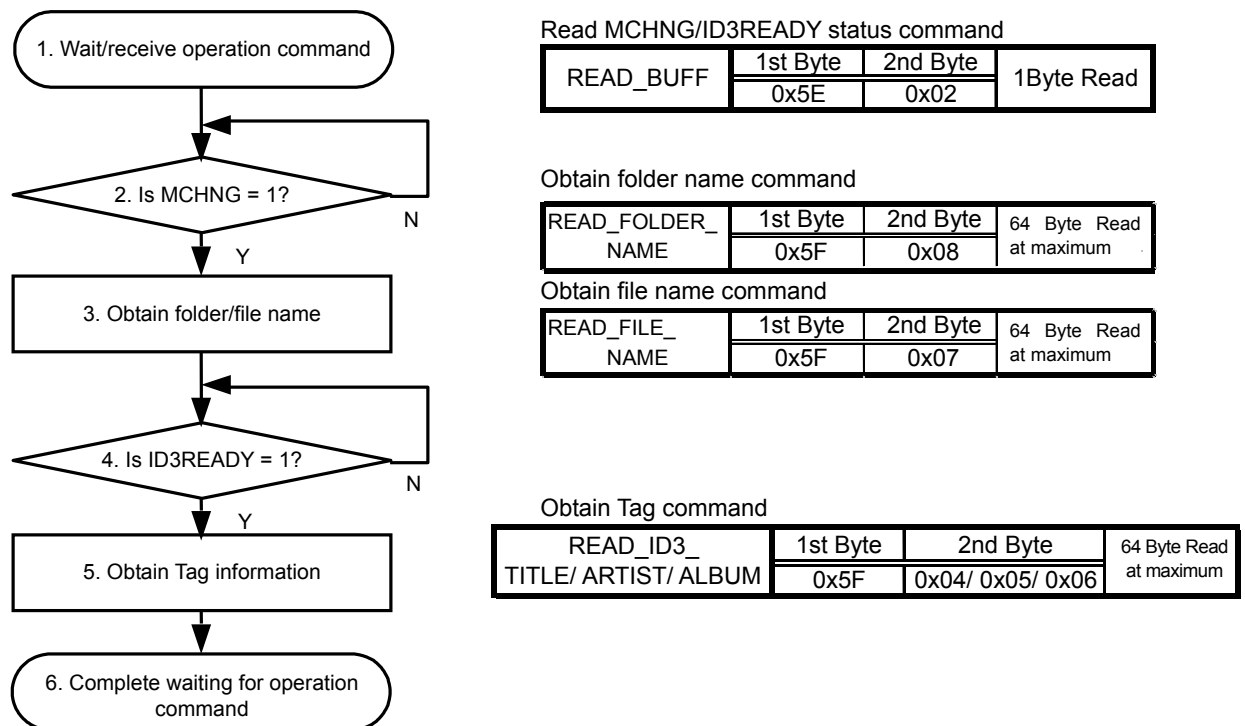 1. Wait/receive operation command
2. Is MCHNG = 1?
N
Y
3. Obtain folder/file name
4. Is ID3READY = 1?
N
Y
5. Obtain Tag information
6. Complete waiting for operation
command
Read MCHNG/ID3READY status command
READ_BUFF 1st Byte 2nd Byte 1Byte Read
0x5E 0x02
Obtain folder name command
READ_FOLDER_ 1st Byte 2nd Byte 64 Byte Read
NAME 0x5F 0x08 at maximum
Obtain file name command
READ_FILE_ 1st Byte 2nd Byte 64 Byte Read
NAME 0x5F 0x07 at maximum
Obtain Tag command
READ_ID3_ 1st Byte 2nd Byte 64 Byte Read
TITLE/ ARTIST/ ALBUM 0x5F 0x04/ 0x05/ 0x06 at maximum